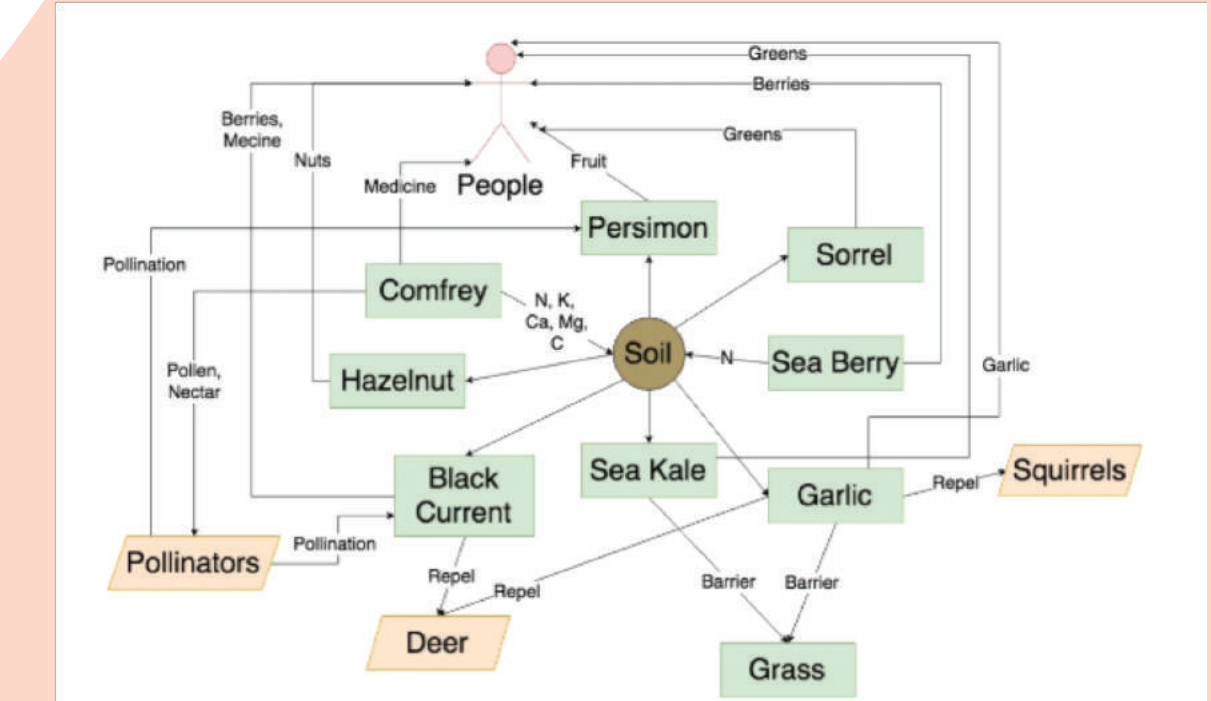 Greens
Berries
Berries,
Mecine
Greens
Nuts
Fruit
Medicine
People
Persimon
Sorrel
Pollination
Comfrey
N, K,
Ca, Mg,
C
Soil
N
Sea Berry
Garlic
Pollen,
Nectar
Hazelnut
Black
Current
Sea Kale
Garlic
Repel
Squirrels
Pollinators
Pollination
Repel
Repel
Barrier
Barrier
Deer
Grass